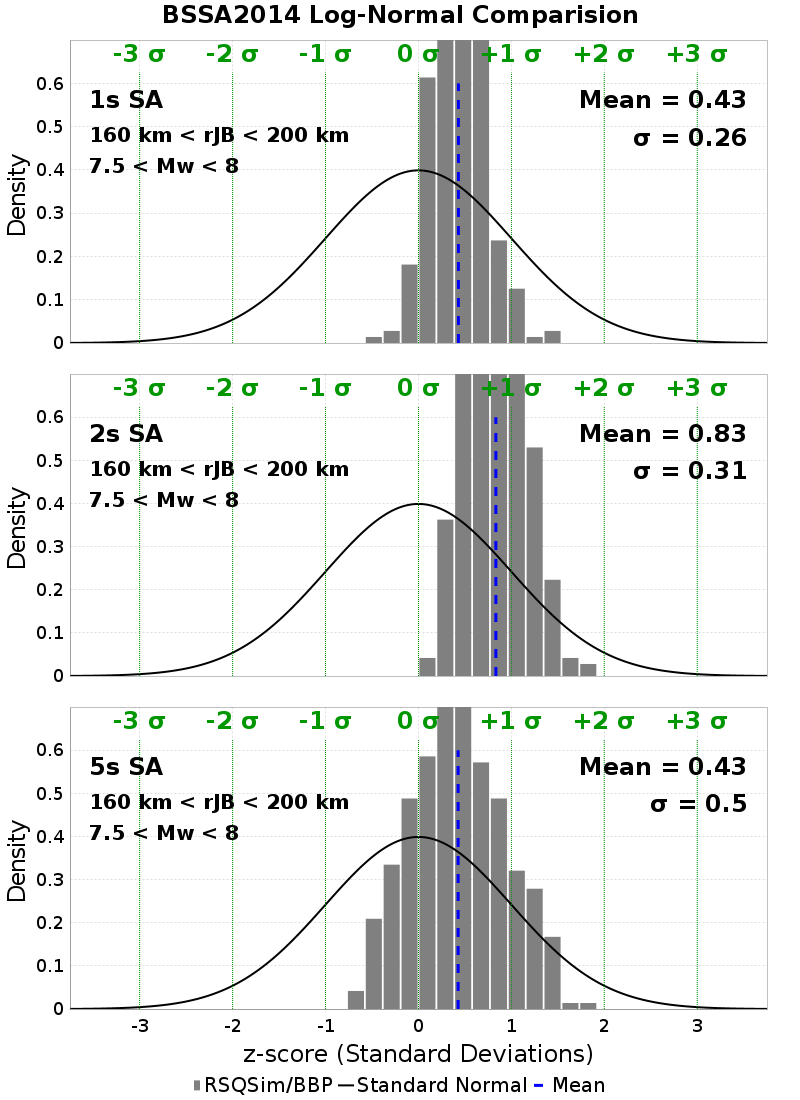 BSSA2014 Log-Normal Comparision
-3 σ -2 σ -1 σ 0 σ +1 σ +2 σ +3 σ
1s SA
160 km < rJB < 200 km
7.5 < Mw < 8
Mean = 0.43
σ = 0.26
Density
0.6
0.5
0.4
0.3
0.2
0.1
0
-3 σ -2 σ -1 σ 0 σ +1 σ +2 σ +3 σ
2s SA
160 km < rJB < 200 km
7.5 < Mw < 8
Mean = 0.83
σ = 0.31
Density
0.6
0.5
0.4
0.3
0.2
0.1
0
-3 σ -2 σ -1 σ 0 σ +1 σ +2 σ +3 σ
5s SA
160 km < rJB < 200 km
7.5 < Mw < 8
Mean = 0.43
σ = 0.5
Density
0.6
0.5
0.4
0.3
0.2
0.1
0
-3 -2 -1 0 1 2 3
z-score (Standard Deviations)
RSQSim/BBP Standard Normal Mean